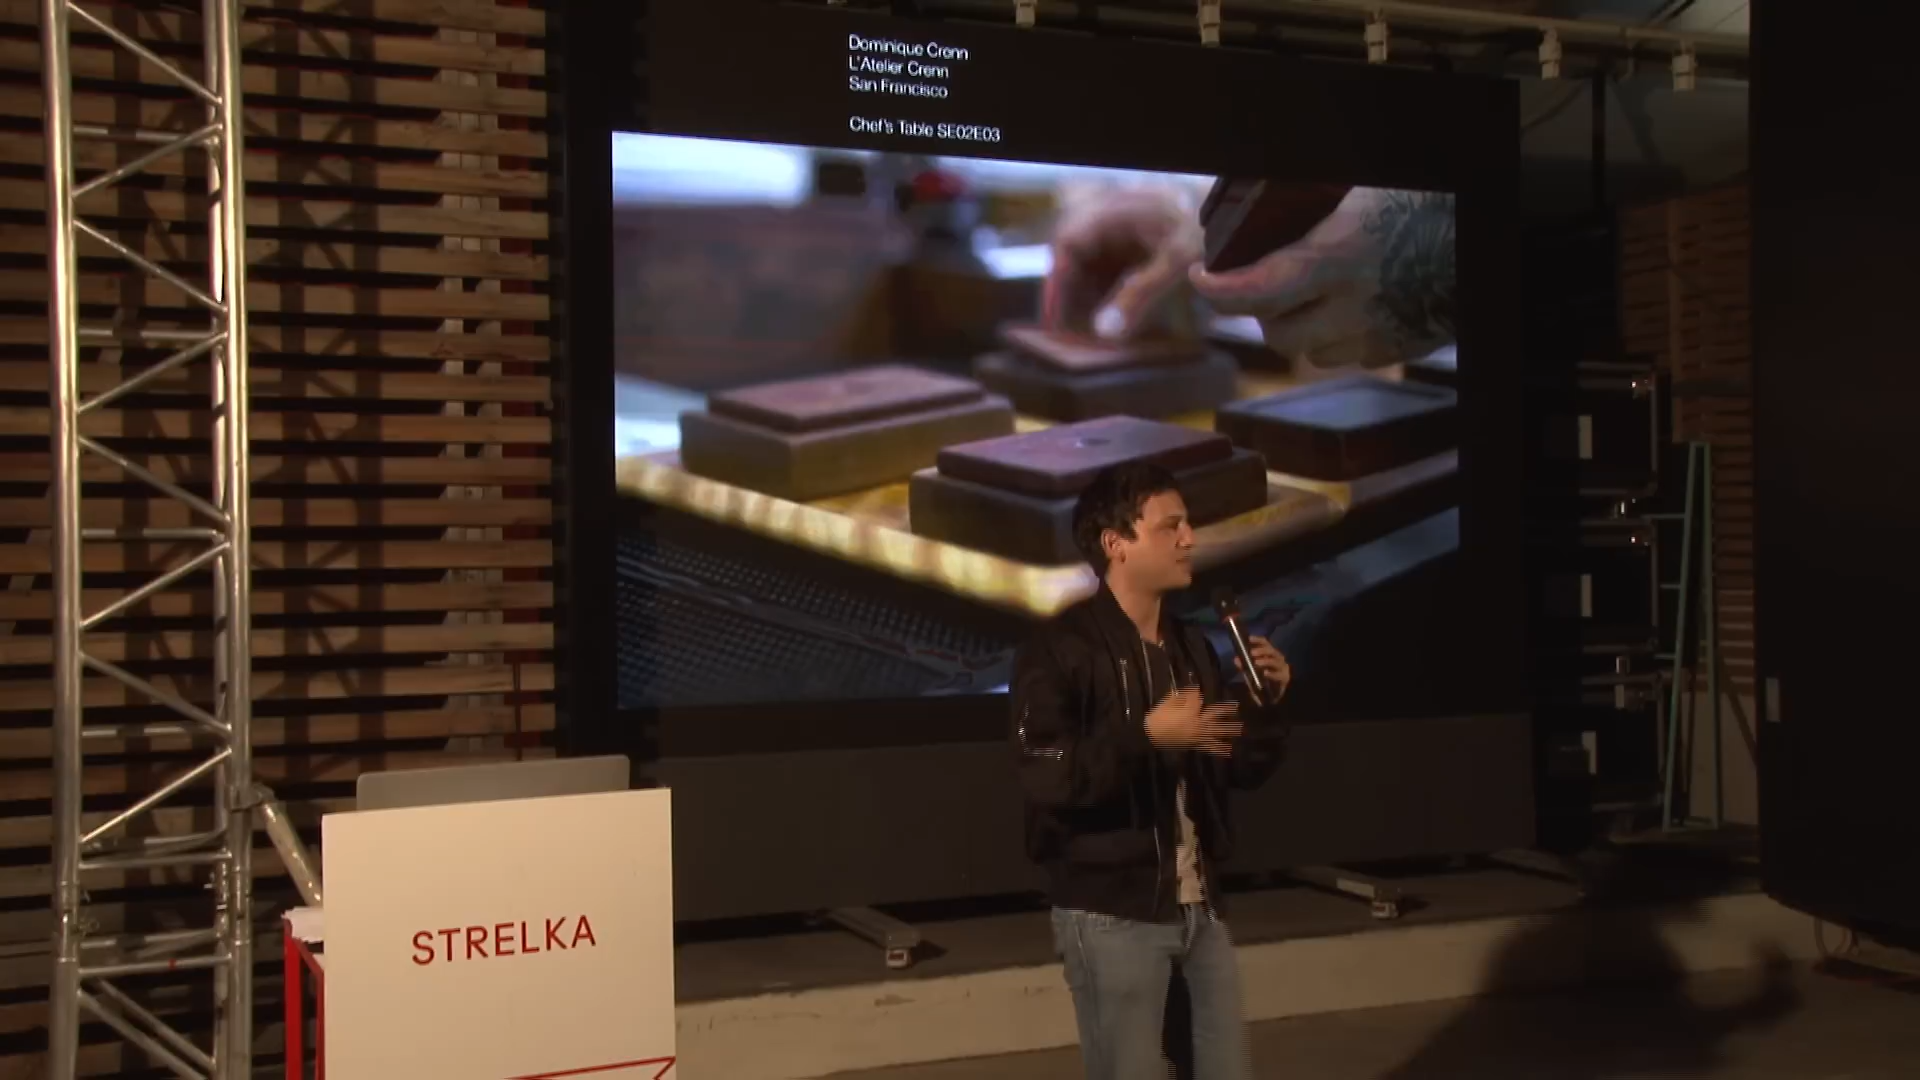 Dominique Crenn
L'Atelier Crenn
San Francisco
Chef's Table SE02E03
STRELKA